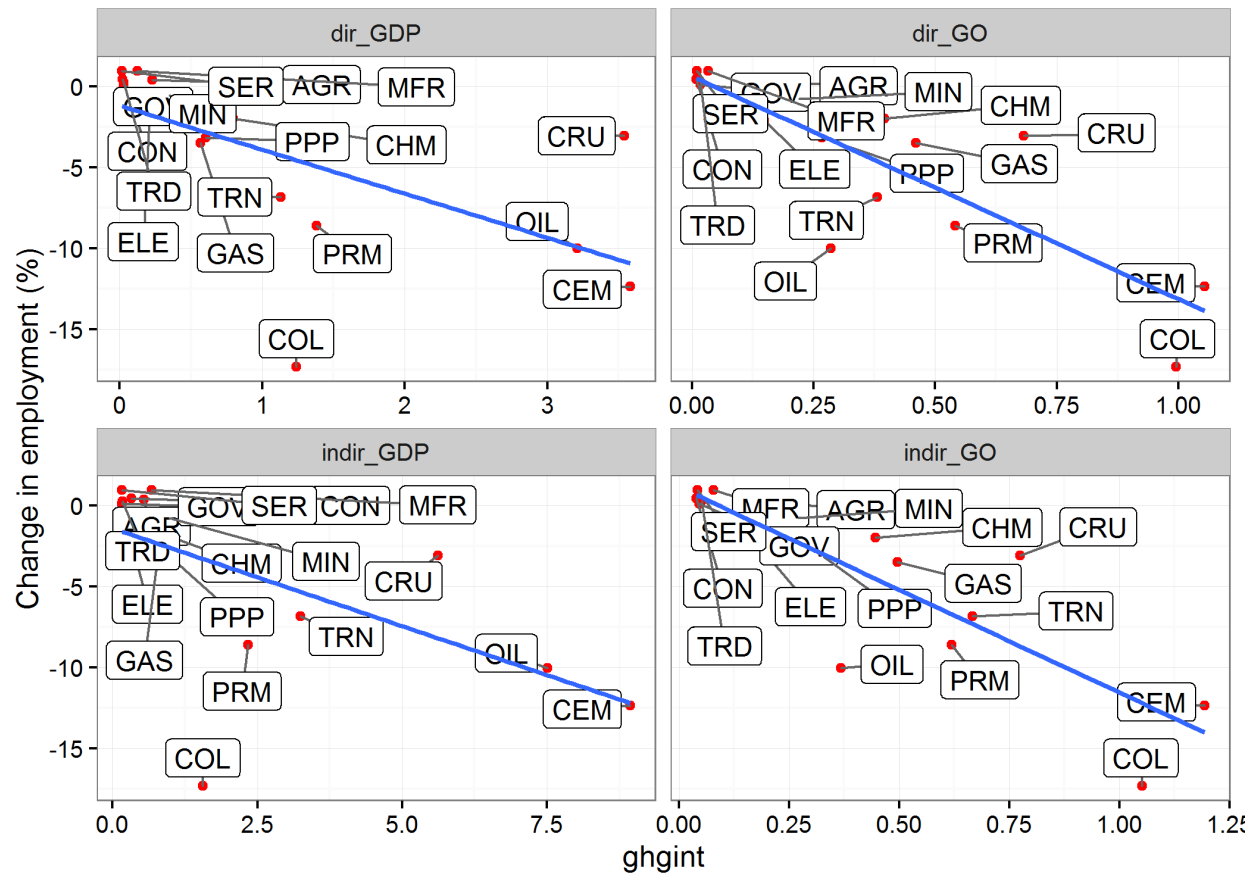 dir_GDP
dir_GO
0
-5
-10
-15
GOV
AGR
SER
MFR
MIN
CON
PPP
CHM
CRU
TRD
TRN
ELE
GAS
PRM
OIL
CEM
COL
0
1
2
3
GOV
AGR
MIN
SER
MFR
CHM
CRU
CON
ELE
PPP
GAS
TRD
TRN
PRM
OIL
CEM
COL
0.00
0.25
0.50
0.75
1.00
Change in employment (%)
indir_GDP
indir_GO
0
-5
-10
-15
GOV
SER
CON
MFR
AGR
TRD
CHM
MIN
CRU
ELE
PPP
TRN
GAS
PRM
OIL
CEM
COL
0.0
2.5
5.0
7.5
MFR
AGR
MIN
SER
GOV
CHM
CRU
CON
ELE
PPP
GAS
TRN
TRD
OIL
PRM
CEM
COL
0.00
0.25
0.50
0.75
1.00
ghgint